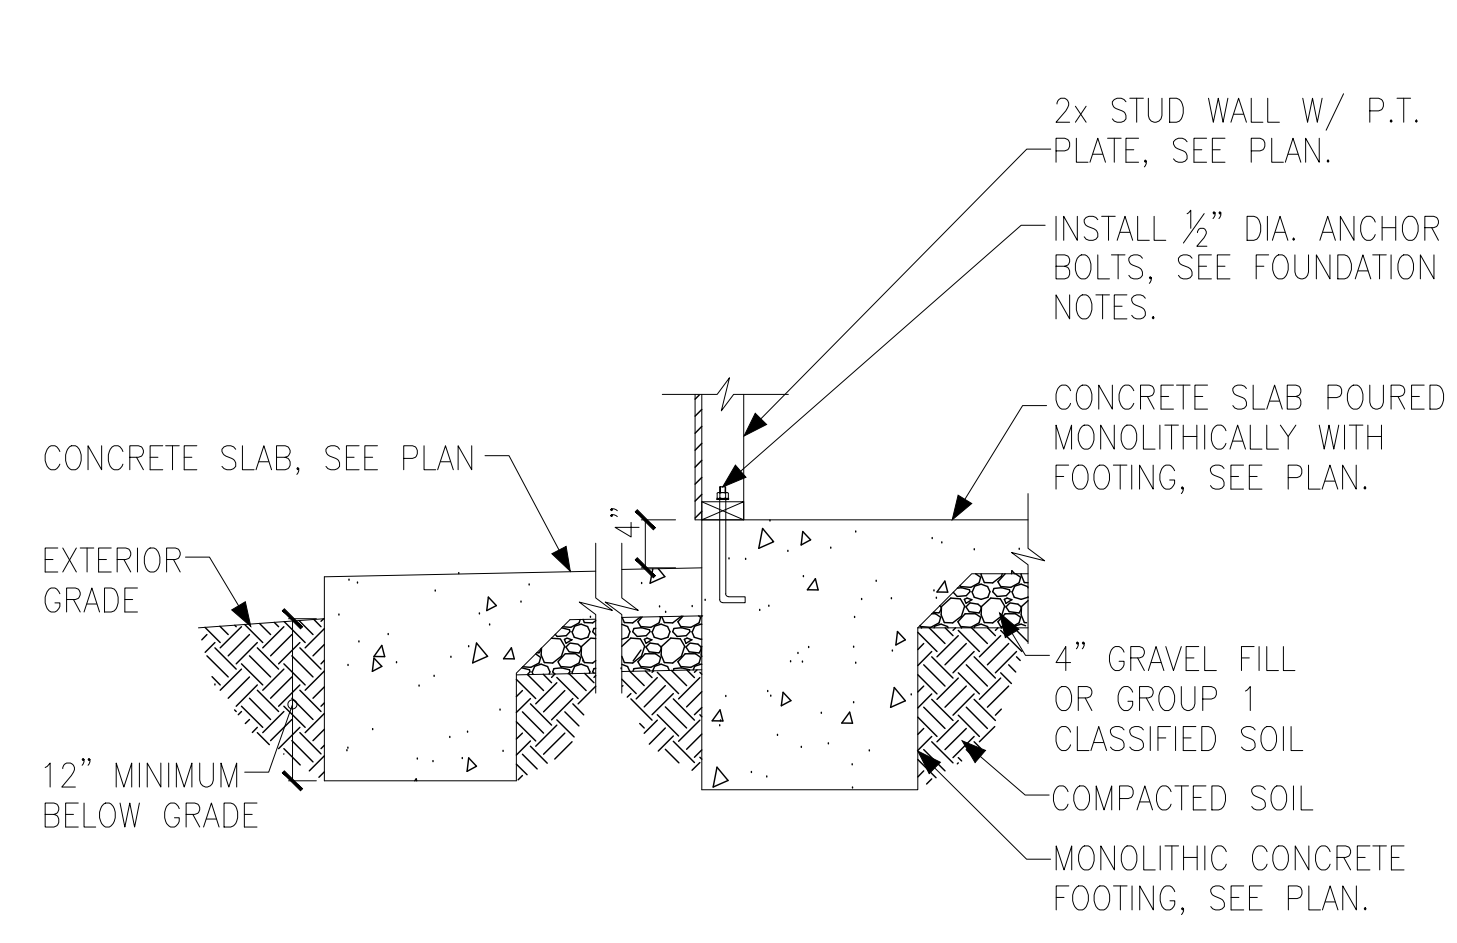 2x STUD WALL W/ P.T.
PLATE, SEE PLAN.
INSTALL ½” DIA. ANCHOR
BOLTS, SEE FOUNDATION
NOTES.
CONCRETE SLAB POURED
MONOLITHICALLY WITH
FOOTING, SEE PLAN.
CONCRETE SLAB, SEE PLAN
4”
EXTERIOR
GRADE
4” GRAVEL FILL
OR GROUP 1
CLASSIFIED SOIL
12” MINIMUM
BELOW GRADE
COMPACTED SOIL
MONOLITHIC CONCRETE
FOOTING, SEE PLAN.